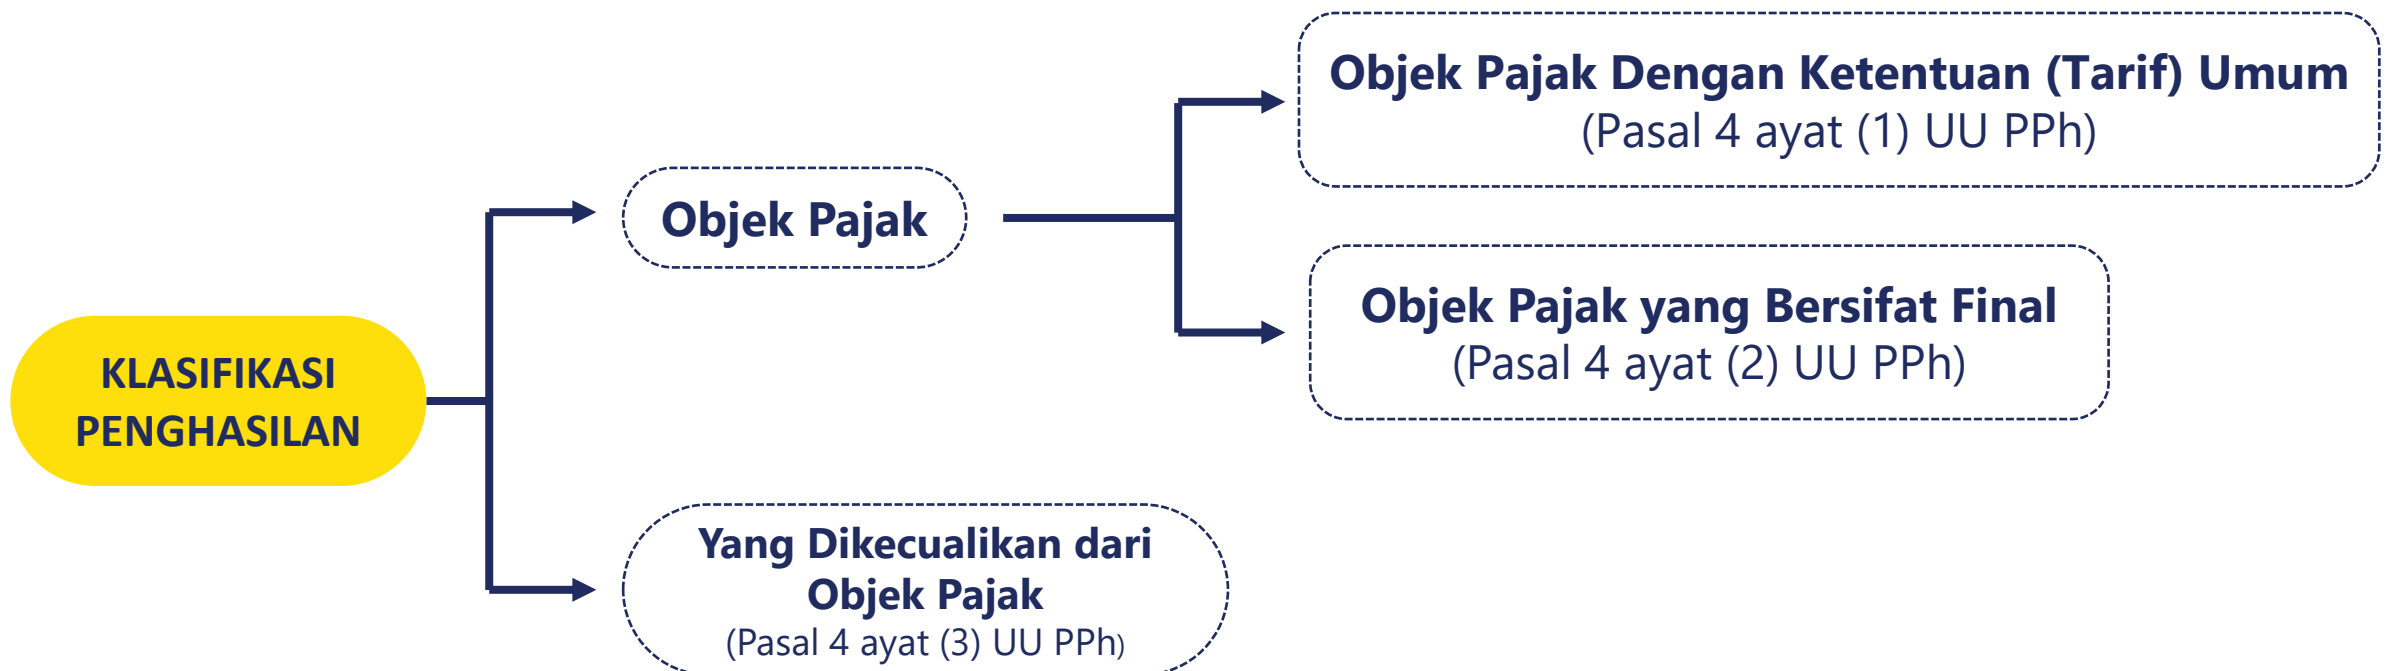 KLASIFIKASI
PENGHASILAN
Objek Pajak
Objek Pajak Dengan Ketentuan (Tarif) Umum
(Pasal 4 ayat (1) UU PPh)
Objek Pajak yang Bersifat Final
(Pasal 4 ayat (2) UU PPh)
Yang Dikecualikan dari
Objek Pajak
(Pasal 4 ayat (3) UU PPh)